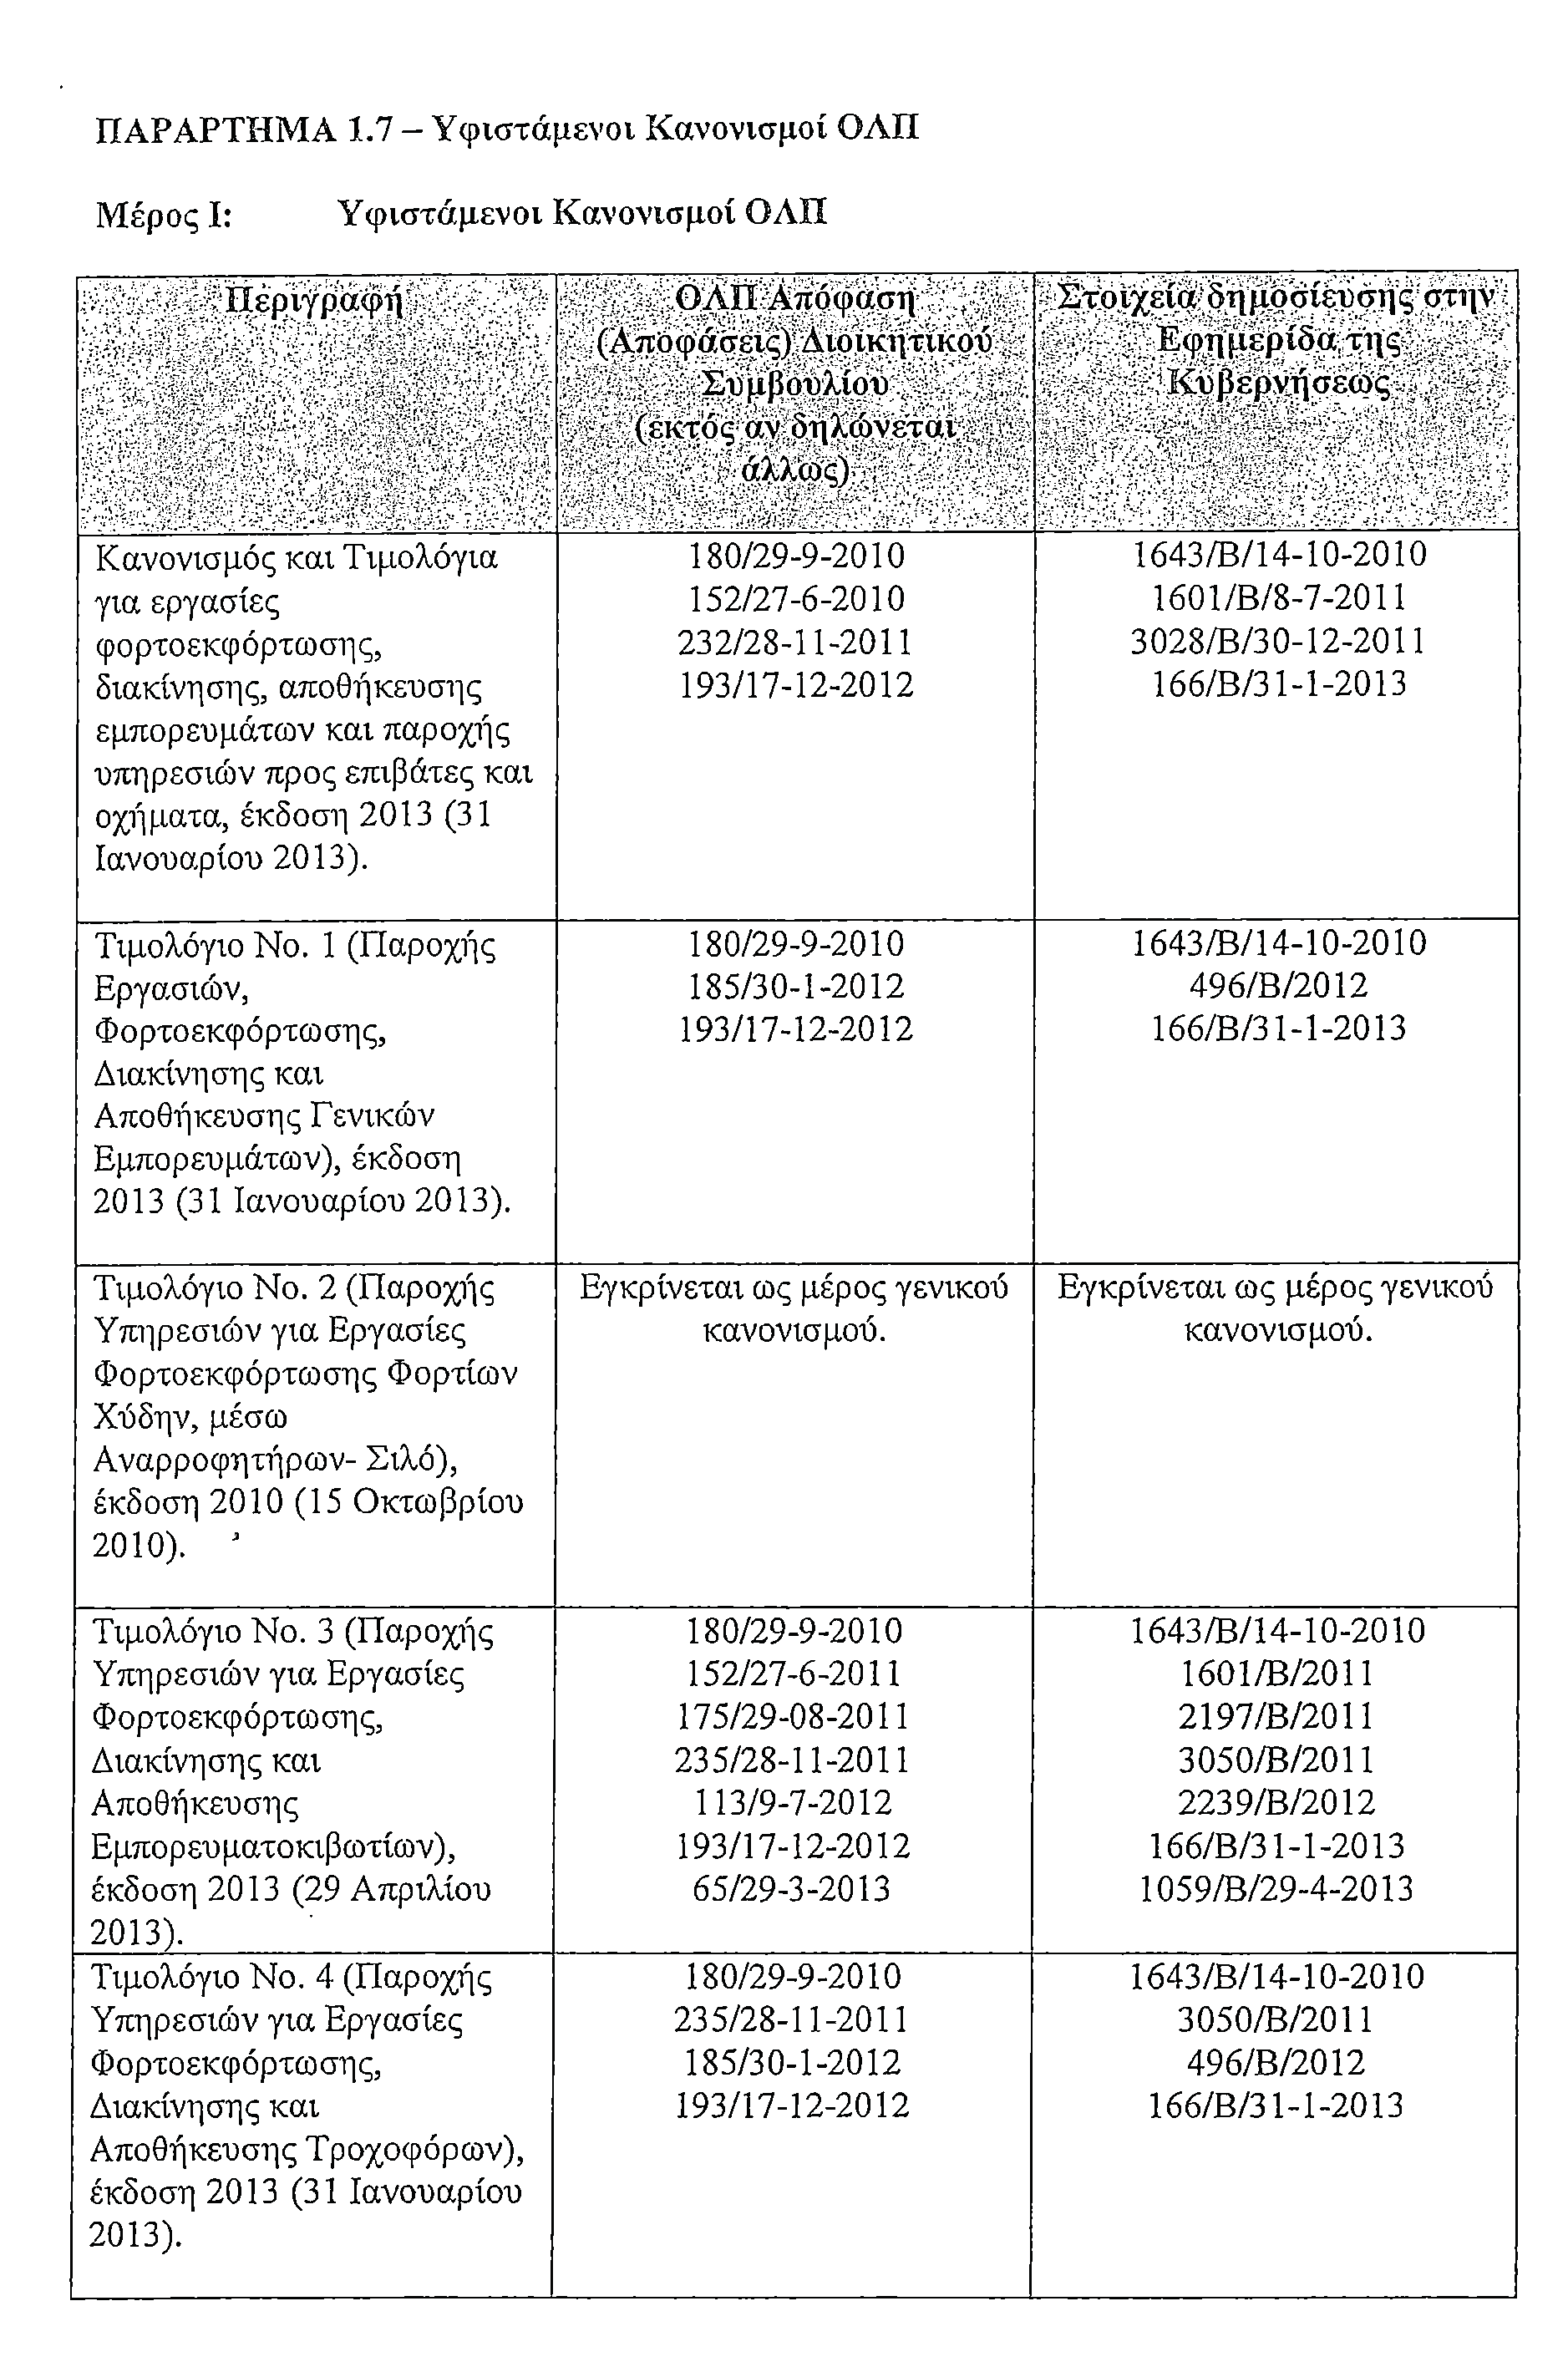 ΠΑΡΑΡΤΗΜΑ 1.7 – Υφιστάμενοι Κανονισμοί ΟΛΠ
Μέρος Ι: Υφιστάμενοι Κανονισμοί ΟΛΠ
Περιγραφή
ΟΛΠ Απόφαση
(Αποφάσεις) Διοικητικού
Συμβουλίου
(εκτός αν δηλώνεται
άλλως)
Στοιχεία δημοσίευσης στην
Εφημερίδα της
Κυβερνήσεως
Κανονισμός και Τιμολόγια
για εργασίες
φορτοεκφόρτωσης,
διακίνησης, αποθήκευσης
εμπορευμάτων και παροχής
υπηρεσιών προς επιβάτες και
οχήματα, έκδοση 2013 (31
Ιανουαρίου 2013).
180/29-9-2010
152/27-6-2010
232/28-11-2011
193/17-12-2012
1643/Β/14-10-2010
1601/Β/8-7-2011
3028/Β/30-12-2011
166/Β/31-1-2013
Τιμολόγιο Νο. 1 (Παροχής
Εργασιών,
Φορτοεκφόρτωσης,
Διακίνησης και
Αποθήκευσης Γενικών
Εμπορευμάτων), έκδοση
2013 (31 Ιανουαρίου 2013).
180/29-9-2010
185/30-1-2012
193/17-12-2012
1643/Β/14-10-2010
496/Β/2012
166/Β/31-1-2013
Τιμολόγιο Νο. 2 (Παροχής
Υπηρεσιών για Εργασίες
Φορτοεκφόρτωσης Φορτίων
Χύδην, μέσω
Αναρροφητήρων- Σιλό),
έκδοση 2010 (15 Οκτωβρίου
2010).
Εγκρίνεται ως μέρος γενικού
κανονισμού.
Εγκρίνεται ως μέρος γενικού
κανονισμού.
Τιμολόγιο Νο. 3 (Παροχής
Υπηρεσιών για Εργασίες
Φορτοεκφόρτωσης,
Διακίνησης και
Αποθήκευσης
Εμπορευματοκιβωτίων),
έκδοση 2013 (29 Απριλίου
2013).
180/29-9-2010
152/27-6-2011
175/29-08-2011
235/28-11-2011
113/9-7-2012
193/17-12-2012
65/29-3-2013
1643/Β/14-10-2010
1601/Β/2011
2197/Β/2011
3050/Β/2011
2239/Β/2012
166/Β/31-1-2013
1059/Β/29-4-2013
Τιμολόγιο Νο. 4 (Παροχής
Υπηρεσιών για Εργασίες
Φορτοεκφόρτωσης,
Διακίνησης και
Αποθήκευσης Τροχοφόρων),
έκδοση 2013 (31 Ιανουαρίου
2013).
180/29-9-2010
235/28-11-2011
185/30-1-2012
193/17-12-2012
1643/Β/14-10-2010
3050/Β/2011
496/Β/2012
166/Β/31-1-2013